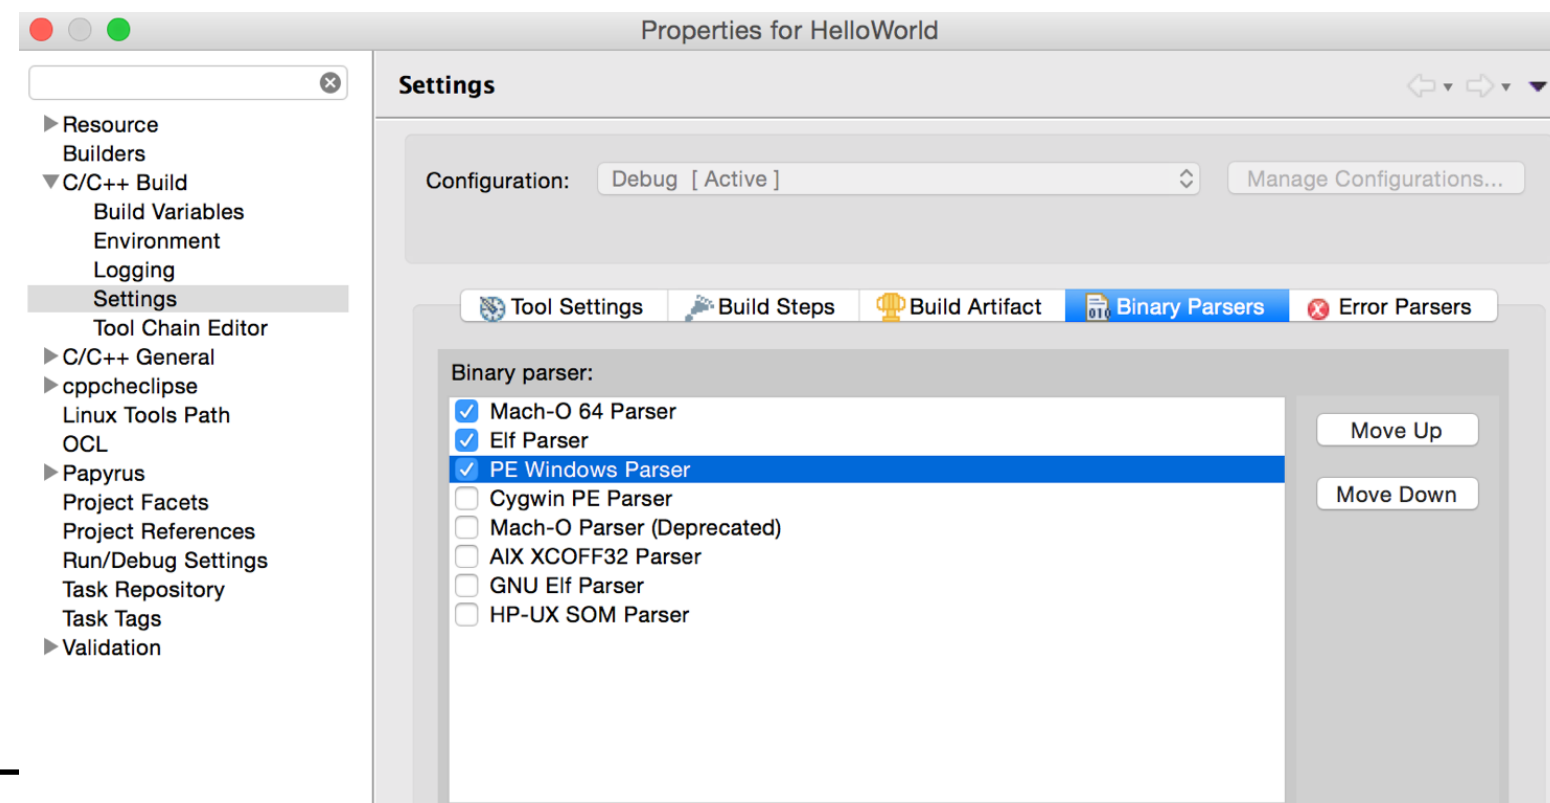 Properties for HelloWorld
Settings
Resource
Builders
C/C++ Build
Build Variables
Environment
Logging
Settings
Tool Chain Editor
C/C++ General
cppcheclipse
Linux Tools Path
OCL
Papyrus
Project Facets
Project References
Run/Debug Settings
Task Repository
Task Tags
Validation
Configuration: Debug [ Active ] Manage Configurations...
Tool Settings Build Steps Build Artifact Binary Parsers Error Parsers
Binary parser:
Mach-O 64 Parser
Elf Parser
PE Windows Parser
Cygwin PE Parser
Mach-O Parser (Deprecated)
AIX XCOFF32 Parser
GNU Elf Parser
HP-UX SOM Parser
Move Up
Move Down